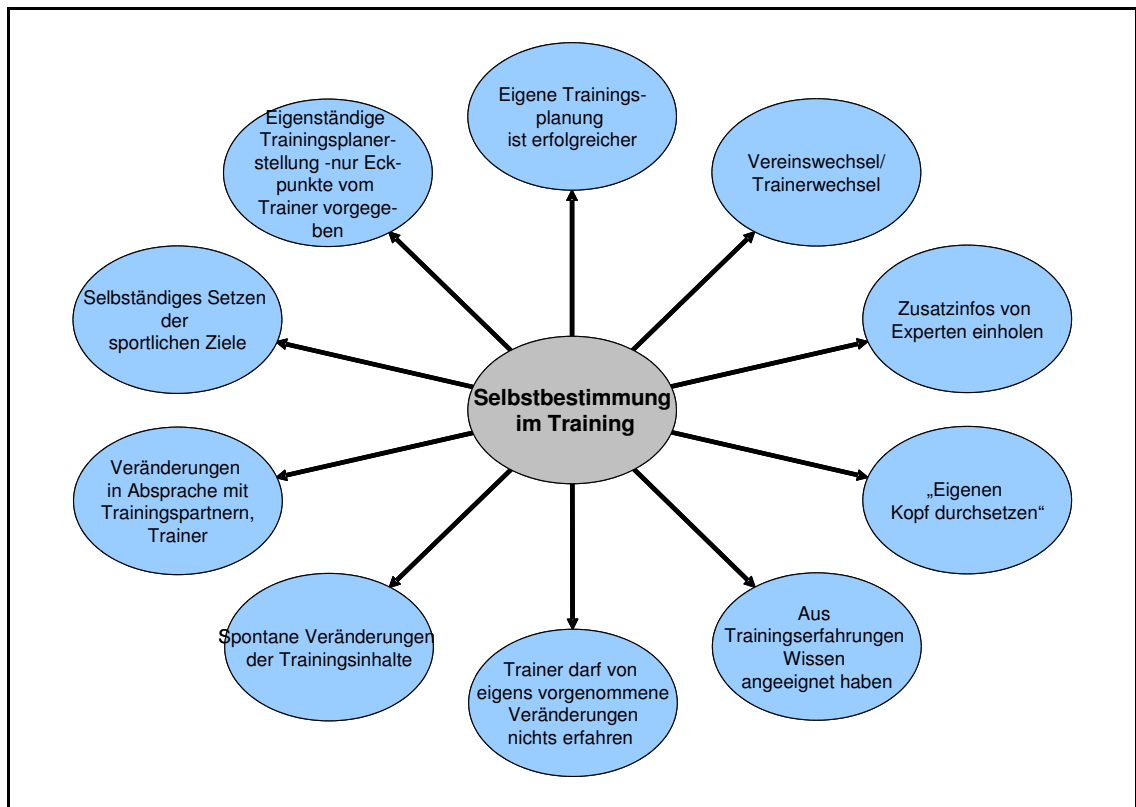 Eigene Trainings-
planung
ist erfolgreicher
Vereinswechsel/
Trainerwechsel
Zusatzinfos von
Experten einholen
„Eigenen
Kopf durchsetzen“
Aus
Trainingserfahrungen
Wissen
angeeignet haben
Trainer darf von
eigens vorgenommene
Veränderungen
nichts erfahren
Spontane Veränderungen
der Trainingsinhalte
Veränderungen
in Absprache mit
Trainingspartnern,
Trainer
Selbständiges Setzen
der
sportlichen Ziele
Eigenständige
Trainingsplaner-
stellung -nur Eck-
punkte vom
Trainer vorgege-
ben
Selbstbestimmung
im Training